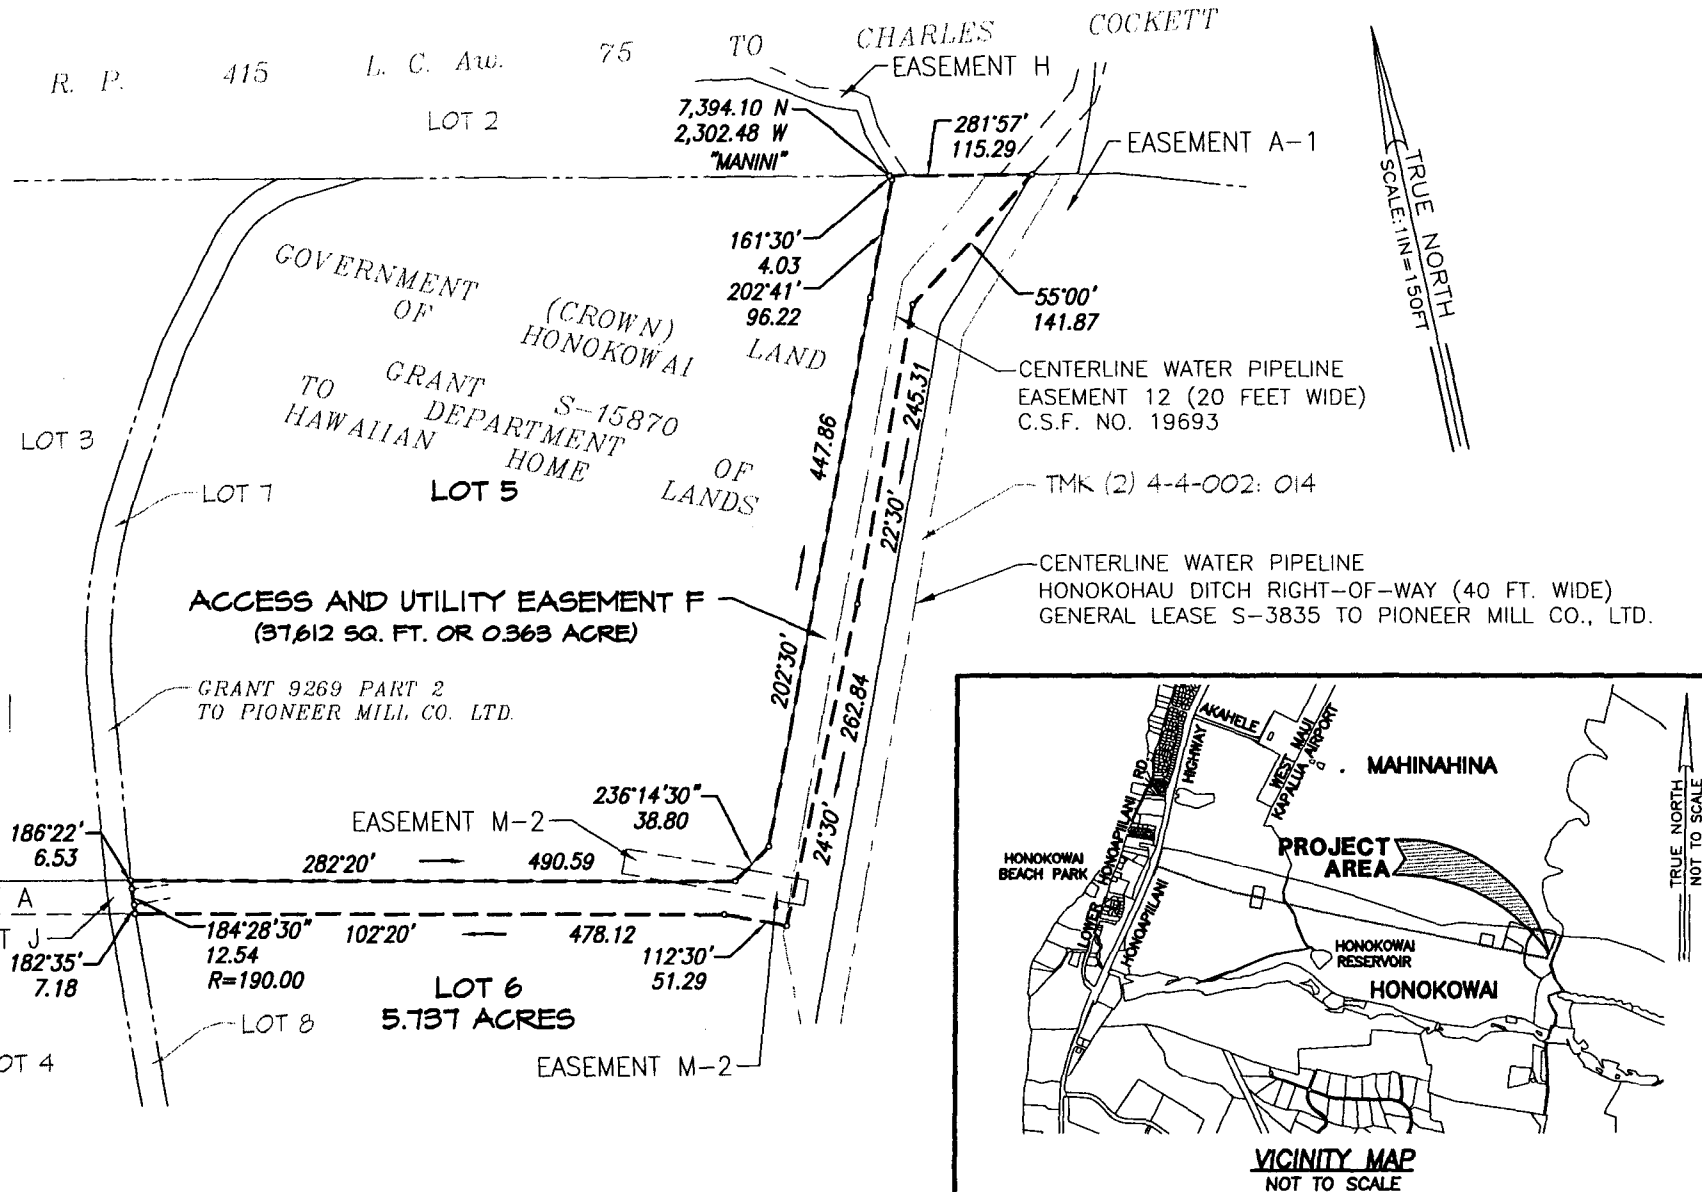 R. P. 415 L. C. Aw. 75 TO CHARLES COCKETT
EASEMENT H
LOT 2
7,394.10 N
2,302.48 W
"MANINI"
281°57'
115.29
EASEMENT A-1
TRUE NORTH
SCALE: 1 IN = 150 FT
161°30'
4.03
202°41'
96.22
55°00'
141.87
GOVERNMENT (CROWN) LAND
OF HONOKOWAI
GRANT S-15870
TO DEPARTMENT OF
HAWAIIAN HOME LANDS
CENTERLINE WATER PIPELINE
EASEMENT 12 (20 FEET WIDE)
C.S.F. NO. 19693
LOT 3
LOT 7
LOT 5
447.86
202°30'
245.31
22°30'
TMK (2) 4-4-002: 014
CENTERLINE WATER PIPELINE
HONOKOHAU DITCH RIGHT-OF-WAY (40 FT. WIDE)
GENERAL LEASE S-3835 TO PIONEER MILL CO., LTD.
ACCESS AND UTILITY EASEMENT F
(37,612 SQ. FT. OR 0.363 ACRE)
262.84
24°30'
GRANT 9269 PART 2
TO PIONEER MILL CO. LTD.
236°14'30"
38.80
EASEMENT M-2
186°22'
6.53
282°20' 490.59
A
T J
182°35'
7.18
184°28'30"
12.54
R=190.00
102°20' 478.12
112°30'
51.29
LOT 6
5.737 ACRES
LOT 8
OT 4
EASEMENT M-2
AKAHELE
WEST MAUI
KAPALUA AIRPORT
MAHINAHINA
HIGHWAY
HONOAPIILANI
LOWER HONOAPIILANI RD.
HONOKOWAI
BEACH PARK
PROJECT
AREA
HONOKOWAI
RESERVOIR
HONOKOWAI
TRUE NORTH
NOT TO SCALE
VICINITY MAP
NOT TO SCALE